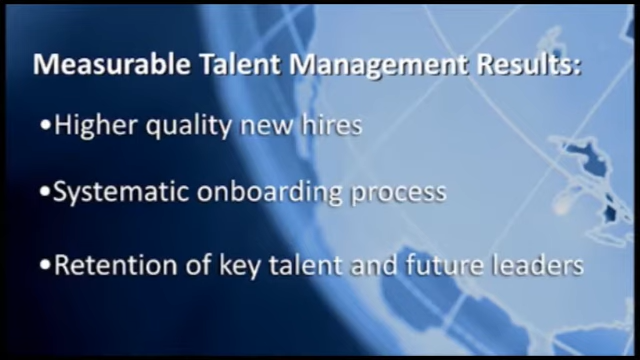 Measurable Talent Management Results:
•Higher quality new hires
•Systematic onboarding process
•Retention of key talent and future leaders